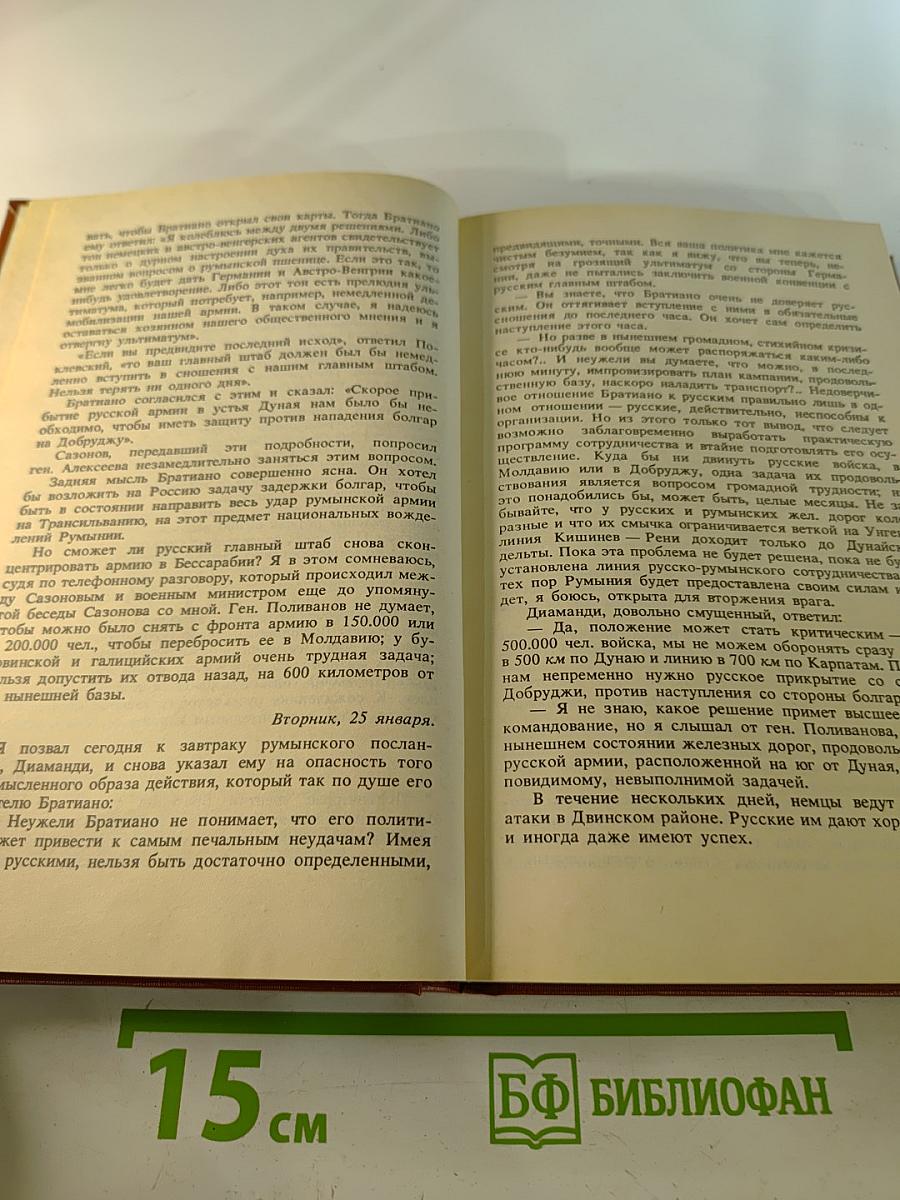 вать, чтобы Братиано открыл свои карты. Тогда Братиано
ему ответил: «Я колеблюсь между двумя решениями. Либо
тон немецких и австро-венгерских агентов свидетельствует
только о дурном настроении духа их правительств, вы-
званном вопросом о румынской пшенице. Если это так, то
мне легко будет дать Германии и Австро-Венгрии какое-
нибудь удовлетворение. Либо этот тон есть прелюдия уль-
тиматума, который потребует, например, немедленной де-
мобилизации нашей армии. В таком случае, я надеюсь
оставаться хозяином нашего общественного мнения и я
отвергну ультиматум».
«Если вы предвидите последний исход», ответил По-
клевский, «то ваш главный штаб должен был бы немед-
ленно вступить в сношения с нашим главным штабом.
Нельзя терять ни одного дня».
Братиано согласился с этим и сказал: «Скорое при-
бытие русской армии в устья Дуная нам было бы не-
обходимо, чтобы иметь защиту против нападения болгар
на Добруджу».
Сазонов, передавший эти подробности, попросил
ген. Алексеева незамедлительно заняться этим вопросом.
Задняя мысль Братиано совершенно ясна. Он хотел
бы возложить на Россию задачу задержки болгар, чтобы
быть в состоянии направить весь удар румынской армии
на Трансильванию, на этот предмет национальных вожде-
лений Румынии.
Но сможет ли русский главный штаб снова скон-
центрировать армию в Бессарабии? Я в этом сомневаюсь,
судя по телефонному разговору, который происходил меж-
ду Сазоновым и военным министром еще до упомяну-
той беседы Сазонова со мной. Ген. Поливанов не думает,
чтобы можно было снять с фронта армию в 150.000 или
200.000 чел., чтобы перебросить ее в Молдавию; у бу-
овинской и галицийских армий очень трудная задача;
льзя допустить их отвода назад, на 600 километров от
нынешней базы.
Вторник, 25 января.
Я позвал сегодня к завтраку румынского послан-
, Диаманди, и снова указал ему на опасность того
мысленного образа действия, который так по душе его
телю Братиано:
Неужели Братиано не понимает, что его полити-
жет привести к самым печальным неудачам? Имея
русскими, нельзя быть достаточно определенными,
предвидящими, точными. Вся ваша политика мне кажется
чистым безумием, так как я вижу, что вы теперь, не-
смотря на грозящий ультиматум со стороны Герма-
нии, даже не пытались заключить военной конвенции с
русским главным штабом.
— Вы знаете, что Братиано очень не доверяет рус-
ским. Он оттягивает вступление с ними в обязательные
сношения до последнего часа. Он хочет сам определить
наступление этого часа.
— Но разве в нынешнем громадном, стихийном кризи-
се кто-нибудь вообще может распоряжаться каким-либо
часом?.. И неужели вы думаете, что можно, в послед-
нюю минуту, импровизировать план кампании, продоволь-
ственную базу, наскоро наладить транспорт?.. Недоверчи-
вое отношение Братиано к русским правильно лишь в од-
ном отношении — русские, действительно, неспособны к
организации. Но из этого только тот вывод, что следует
возможно заблаговременно выработать практическую
программу сотрудничества и втайне подготовлять его осу-
ществление. Куда бы ни двинуть русские войска, в
Молдавию или в Добруджу, одна задача их продоволь-
ствования является вопросом громадной трудности; н
это понадобились бы, может быть, целые месяцы. Не за
бывайте, что у русских и румынских жел. дорог коле
разные и что их смычка ограничивается веткой на Унген
линия Кишинев — Рени доходит только до Дунайск
дельты. Пока эта проблема не будет решена, пока не бу
установлена линия русско-румынского сотрудничества
тех пор Румыния будет предоставлена своим силам и
дет, я боюсь, открыта для вторжения врага.
Диаманди, довольно смущенный, ответил:
— Да, положение может стать критическим —
500.000 чел. войска, мы не можем оборонять сразу
в 500 км по Дунаю и линию в 700 км по Карпатам. П
нам непременно нужно русское прикрытие со с
Добруджи, против наступления со стороны болгар
— Я не знаю, какое решение примет высшее
командование, но я слышал от ген. Поливанова,
нынешнем состоянии железных дорог, продоволь
русской армии, расположенной на юг от Дуная,
повидимому, невыполнимой задачей.
В течение нескольких дней, немцы ведут
атаки в Двинском районе. Русские им дают хор
и иногда даже имеют успех.
15 см
БФ БИБЛИОФАН